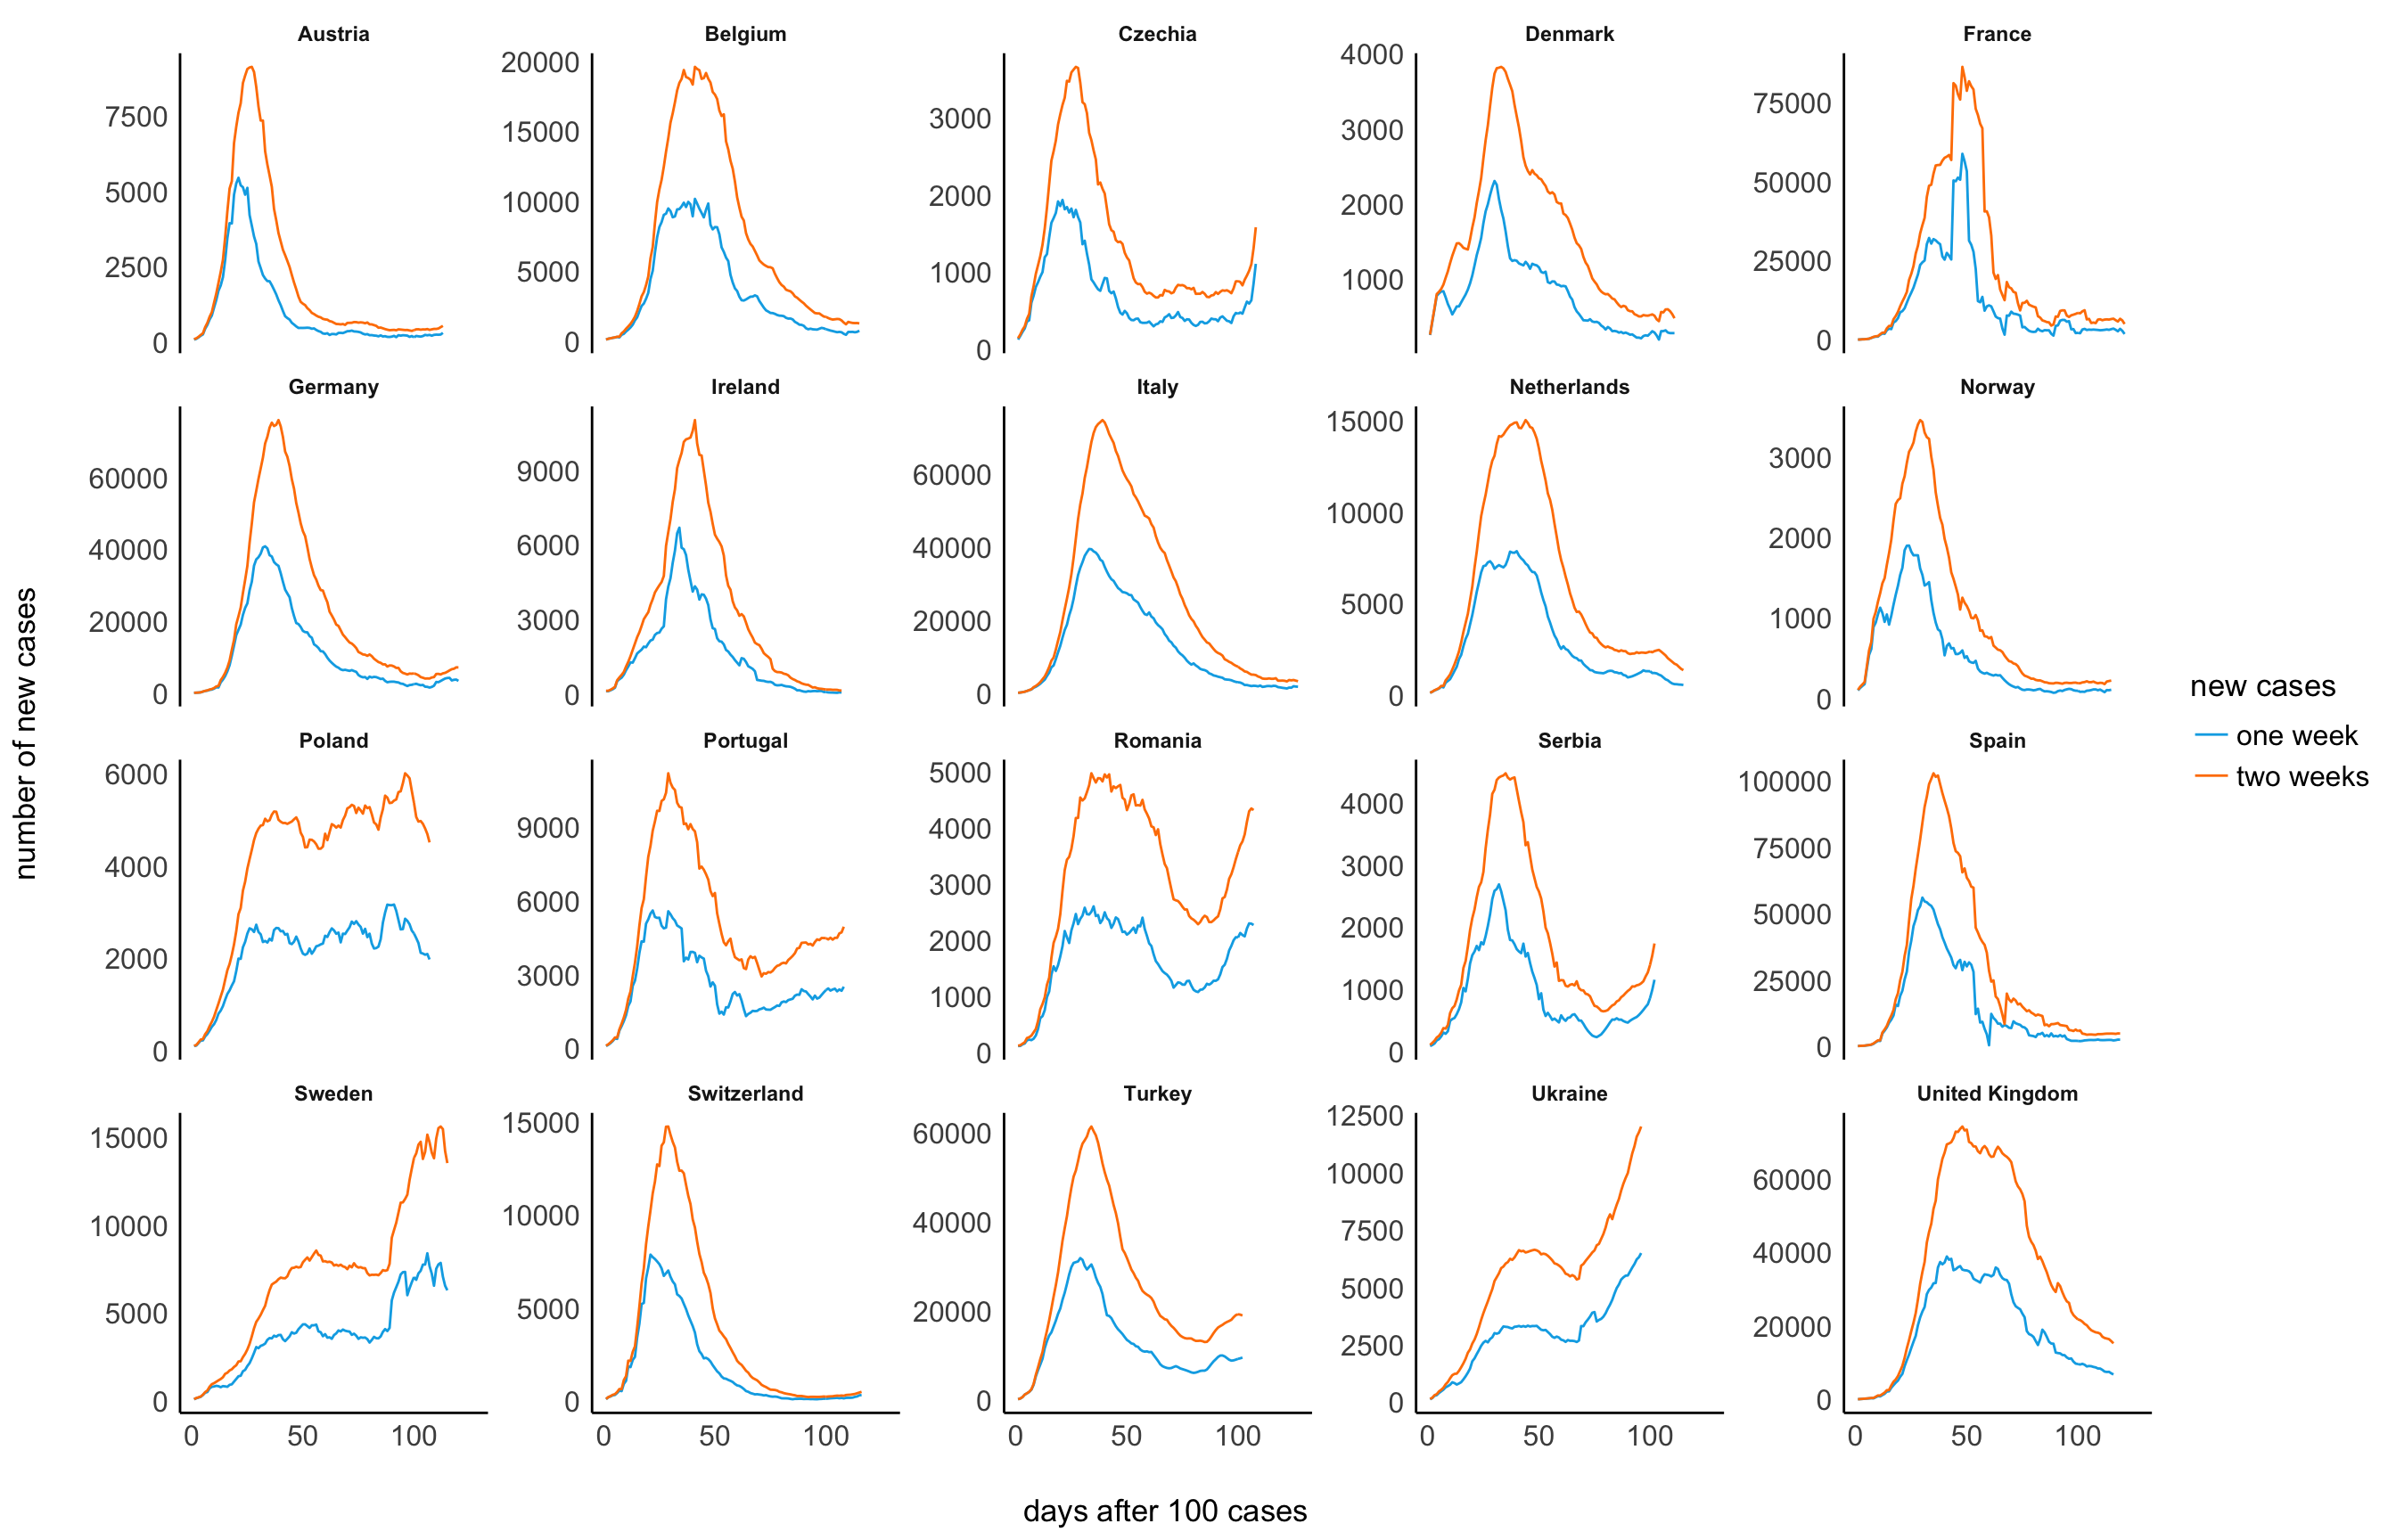 Austria
Belgium
Czechia
Denmark
France
7500
5000
2500
0
20000
15000
10000
5000
0
3000
2000
1000
0
4000
3000
2000
1000
75000
50000
25000
0
Germany
Ireland
Italy
Netherlands
Norway
60000
40000
20000
0
9000
6000
3000
0
60000
40000
20000
0
15000
10000
5000
0
3000
2000
1000
0
number of new cases
new cases
one week
two weeks
Poland
Portugal
Romania
Serbia
Spain
6000
4000
2000
0
9000
6000
3000
0
5000
4000
3000
2000
1000
0
4000
3000
2000
1000
0
100000
75000
50000
25000
0
Sweden
Switzerland
Turkey
Ukraine
United Kingdom
15000
10000
5000
0
15000
10000
5000
0
60000
40000
20000
0
12500
10000
7500
5000
2500
0
60000
40000
20000
0
0 50 100
0 50 100
0 50 100
0 50 100
0 50 100
days after 100 cases